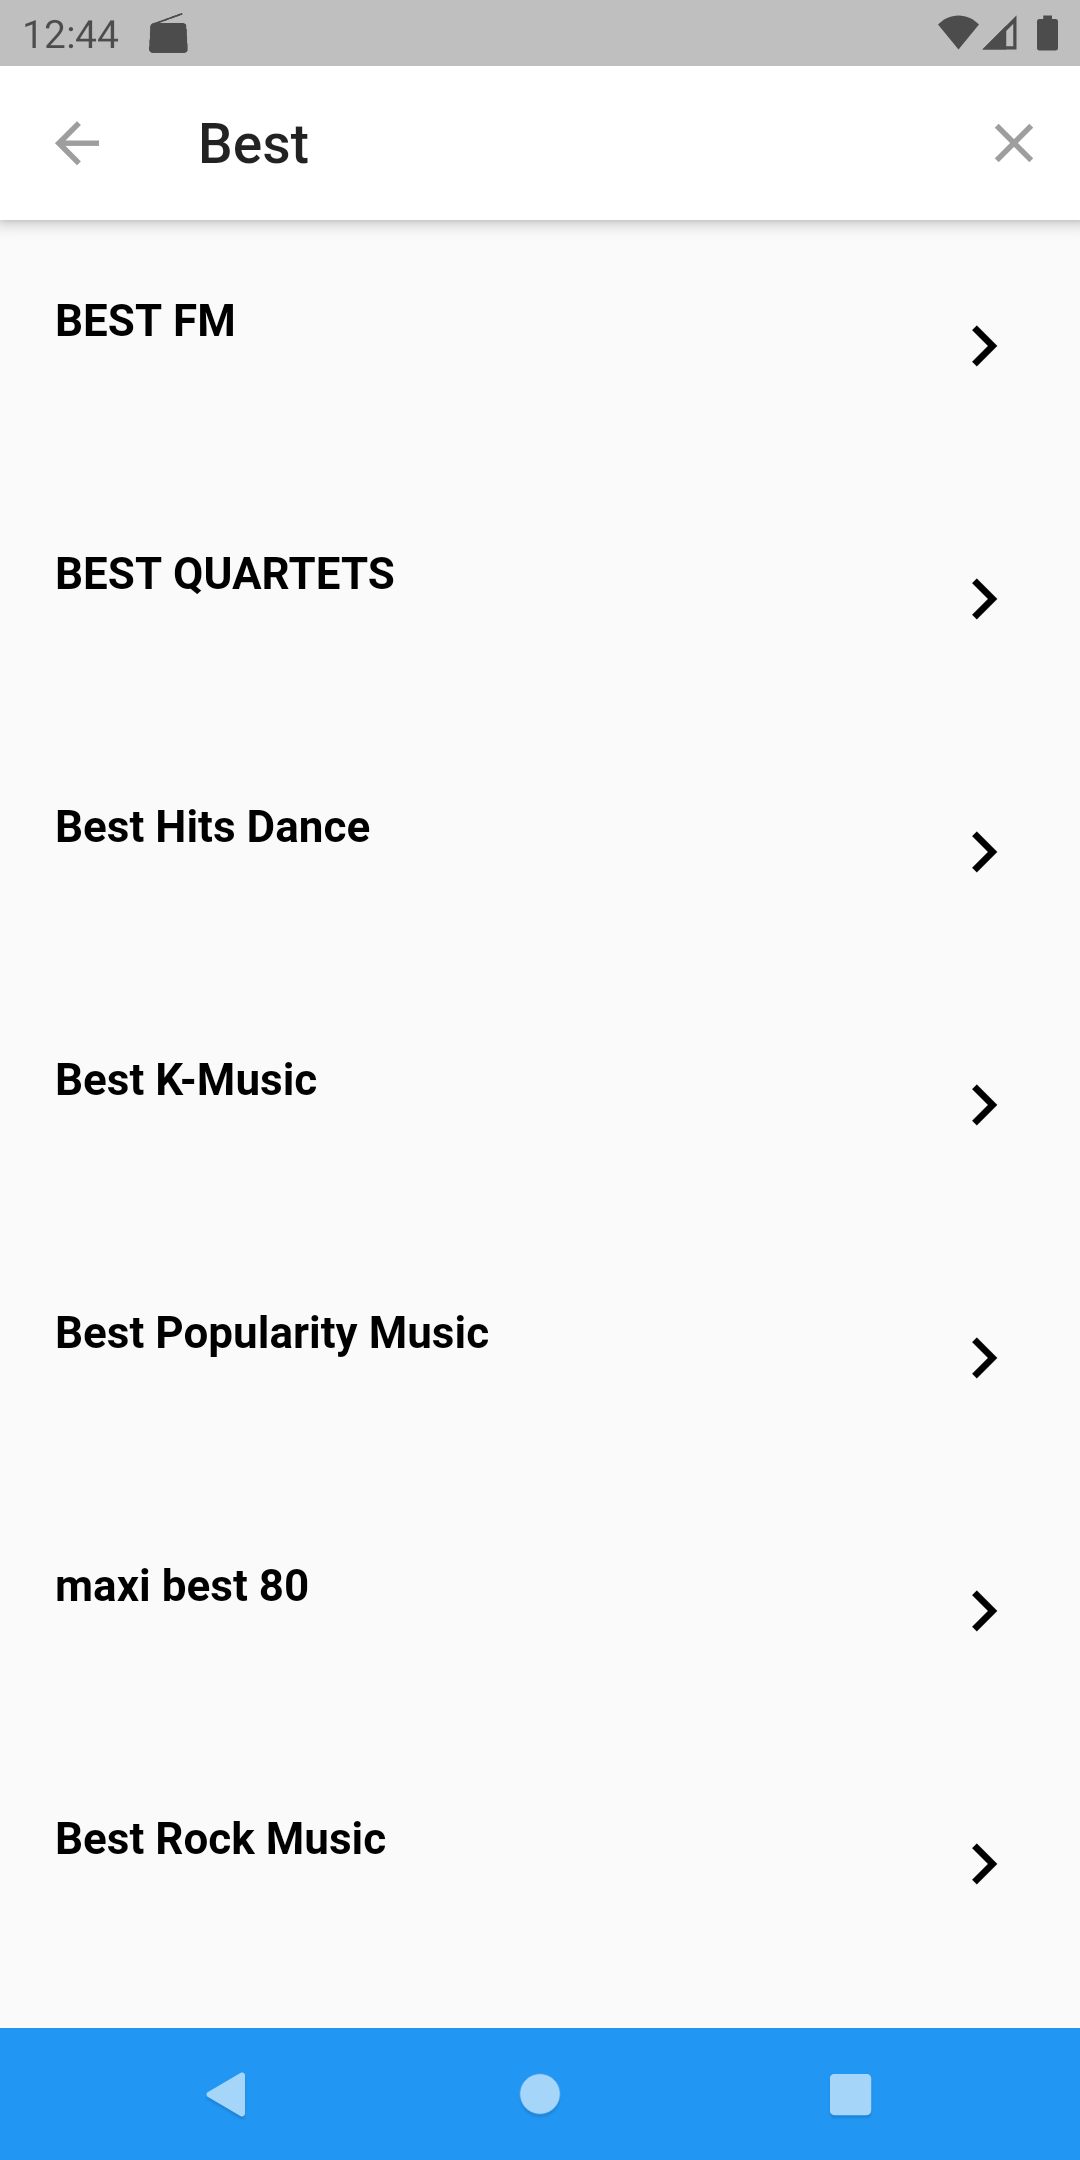 12:44
Best
BEST FM
BEST QUARTETS
Best Hits Dance
Best K-Music
Best Popularity Music
maxi best 80
Best Rock Music